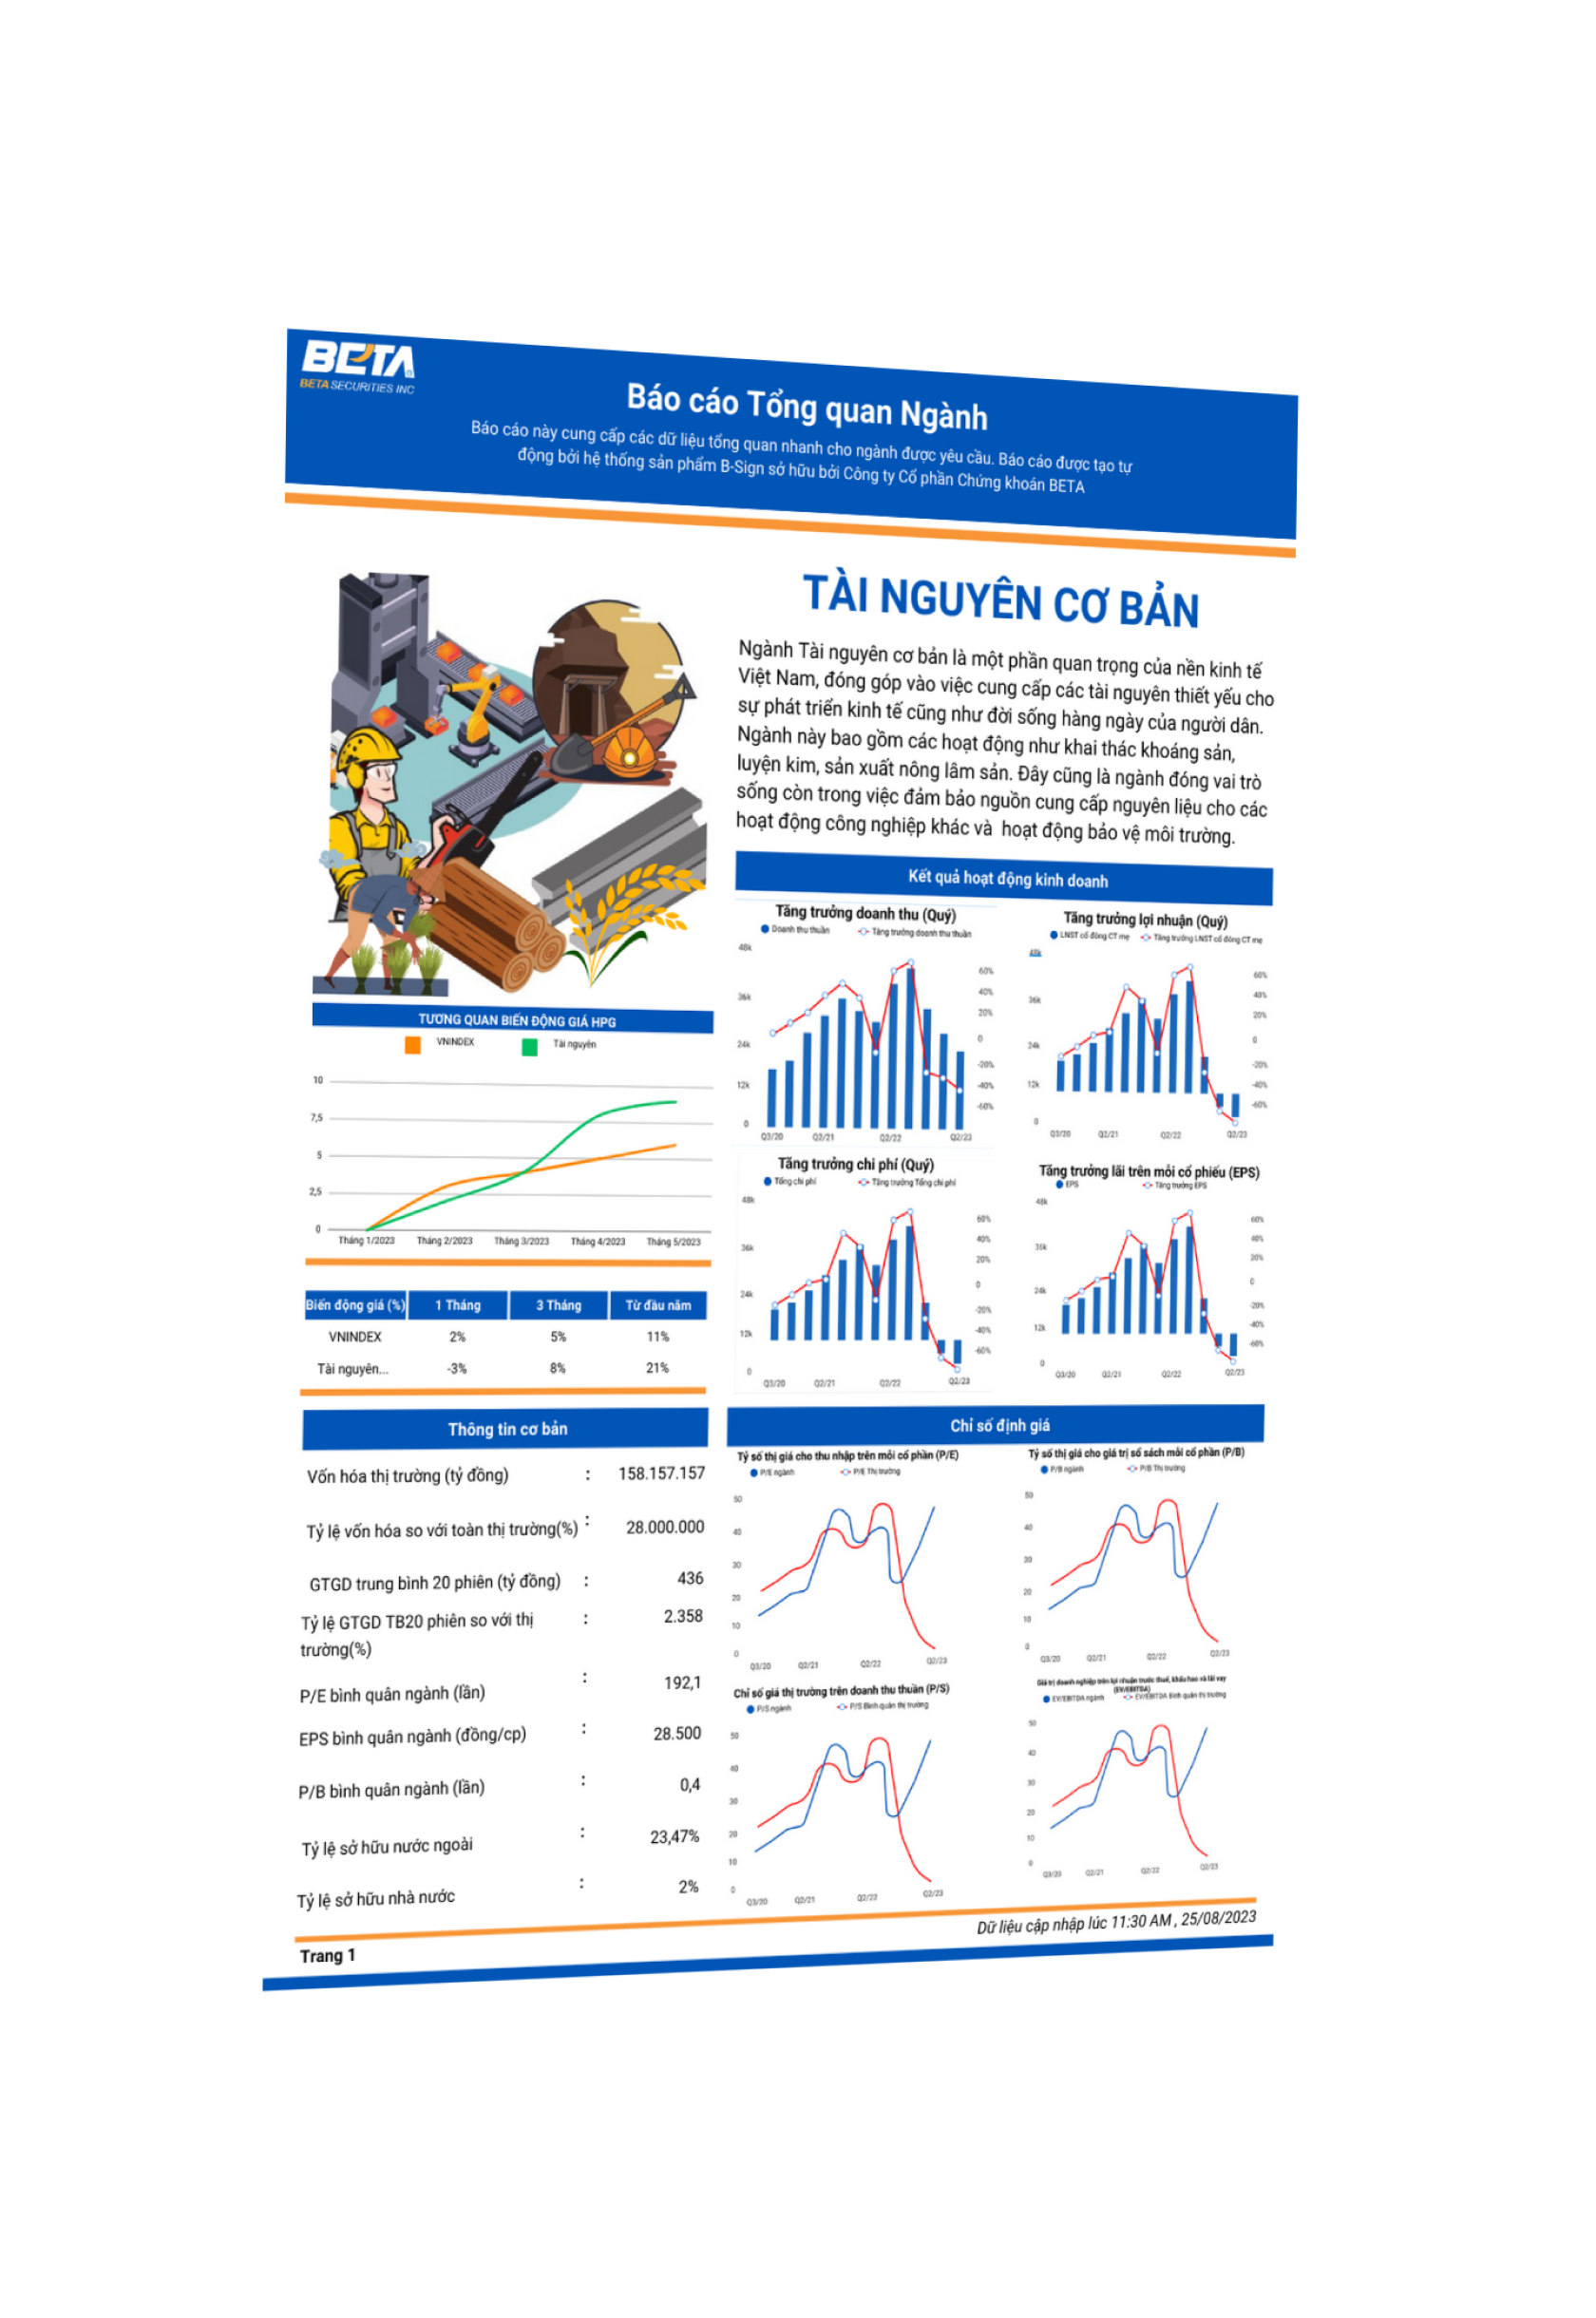 BETA
BETA SECURITIES INC
Báo cáo Tổng quan Ngành
Báo cáo này cung cấp các dữ liệu tổng quan nhanh cho ngành được yêu cầu. Báo cáo được tạo tự
động bởi hệ thống sản phẩm B-Sign sở hữu bởi Công ty Cổ phần Chứng khoán BETA
TÀI NGUYÊN CƠ BẢN
Ngành Tài nguyên cơ bản là một phần quan trọng của nền kinh tế
Việt Nam, đóng góp vào việc cung cấp các tài nguyên thiết yếu cho
sự phát triển kinh tế cũng như đời sống hàng ngày của người dân.
Ngành này bao gồm các hoạt động như khai thác khoáng sản,
luyện kim, sản xuất nông lâm sản. Đây cũng là ngành đóng vai trò
sống còn trong việc đảm bảo nguồn cung cấp nguyên liệu cho các
hoạt động công nghiệp khác và hoạt động bảo vệ môi trường.
TƯƠNG QUAN BIẾN ĐỘNG GIÁ HPG
VNINDEX Tài nguyên
10
7,5
5
2,5
0
Tháng 1/2023 Tháng 2/2023 Tháng 3/2023 Tháng 4/2023 Tháng 5/2023
Biến động giá (%) 1 Tháng 3 Tháng Từ đầu năm
VNINDEX 2% 5% 11%
Tài nguyên... -3% 8% 21%
Thông tin cơ bản
Vốn hóa thị trường (tỷ đồng) : 158.157.157
Tỷ lệ vốn hóa so với toàn thị trường(%) : 28.000.000
GTGD trung bình 20 phiên (tỷ đồng) : 436
Tỷ lệ GTGD TB20 phiên so với thị : 2.358
trường(%)
P/E bình quân ngành (lần) : 192,1
EPS bình quân ngành (đồng/cp) : 28.500
P/B bình quân ngành (lần) : 0,4
Tỷ lệ sở hữu nước ngoài : 23,47%
Tỷ lệ sở hữu nhà nước : 2%
Kết quả hoạt động kinh doanh
Tăng trưởng doanh thu (Quý)
Doanh thu thuần Tăng trưởng doanh thu thuần
48k
36k
24k
12k
0
60%
40%
20%
0
-20%
-40%
-60%
Q3/20 Q2/21 Q2/22 Q2/23
Tăng trưởng lợi nhuận (Quý)
LNST cổ đông CT mẹ Tăng trưởng LNST cổ đông CT mẹ
48k
36k
24k
12k
0
60%
40%
20%
0
-20%
-40%
-60%
Q3/20 Q2/21 Q2/22 Q2/23
Tăng trưởng chi phí (Quý)
Tổng chi phí Tăng trưởng Tổng chi phí
48k
36k
24k
12k
0
60%
40%
20%
0
-20%
-40%
-60%
Q3/20 Q2/21 Q2/22 Q2/23
Tăng trưởng lãi trên mỗi cổ phiếu (EPS)
EPS Tăng trưởng EPS
48k
36k
24k
12k
0
60%
40%
20%
0
-20%
-40%
-60%
Q3/20 Q2/21 Q2/22 Q2/23
Chỉ số định giá
Tỷ số thị giá cho thu nhập trên mỗi cổ phần (P/E)
P/E ngành P/E Thị trường
50
40
30
20
10
0
Q3/20 Q2/21 Q2/22 Q2/23
Tỷ số thị giá cho giá trị sổ sách mỗi cổ phần (P/B)
P/B ngành P/B Thị trường
50
40
30
20
10
0
Q3/20 Q2/21 Q2/22 Q2/23
Chỉ số giá thị trường trên doanh thu thuần (P/S)
P/S ngành P/S Bình quân thị trường
50
40
30
20
10
0
Q3/20 Q2/21 Q2/22 Q2/23
Giá trị doanh nghiệp trên lợi nhuận trước thuế, khấu hao và lãi vay
(EV/EBITDA)
EV/EBITDA ngành EV/EBITDA Bình quân thị trường
50
40
30
20
10
0
Q3/20 Q2/21 Q2/22 Q2/23
Dữ liệu cập nhập lúc 11:30 AM , 25/08/2023
Trang 1